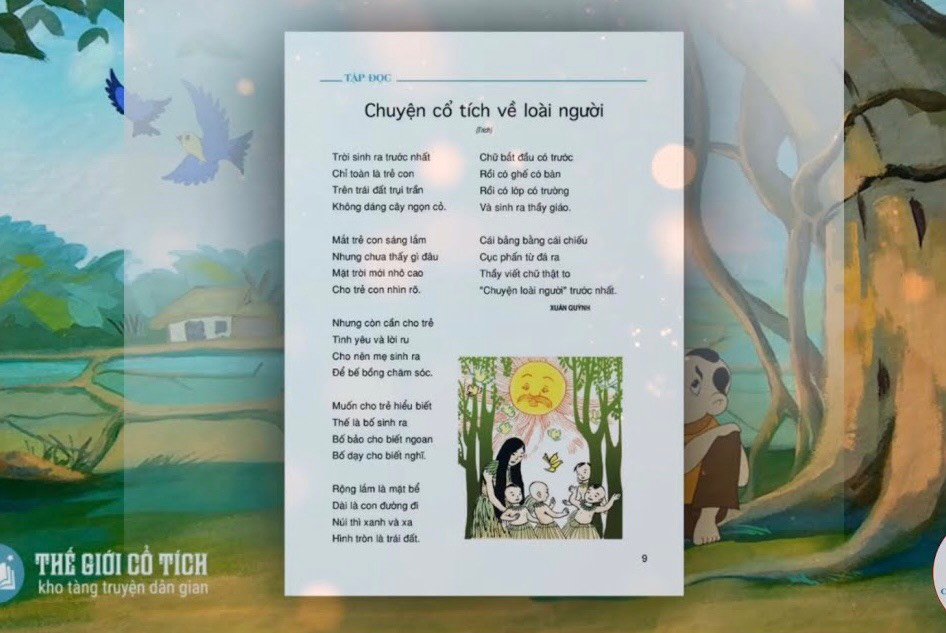 TẬP ĐỌC
Chuyện cổ tích về loài người
(Trích)
Trời sinh ra trước nhất
Chỉ toàn là trẻ con
Trên trái đất trụi trần
Không dáng cây ngọn cỏ.
Mắt trẻ con sáng lắm
Nhưng chưa thấy gì đâu
Mặt trời mới nhô cao
Cho trẻ con nhìn rõ.
Nhưng còn cần cho trẻ
Tình yêu và lời ru
Cho nên mẹ sinh ra
Để bế bồng chăm sóc.
Muốn cho trẻ hiểu biết
Thế là bố sinh ra
Bố bảo cho biết ngoan
Bố dạy cho biết nghĩ.
Rộng lắm là mặt bể
Dài là con đường đi
Núi thì xanh và xa
Hình tròn là trái đất.
Chữ bắt đầu có trước
Rồi có ghế có bàn
Rồi có lớp có trường
Và sinh ra thầy giáo.
Cái bảng bằng cái chiếu
Cục phấn từ đá ra
Thầy viết chữ thật to
"Chuyện loài người" trước nhất.
XUÂN QUỲNH
9
THẾ GIỚI CỔ TÍCH
kho tàng truyện dân gian